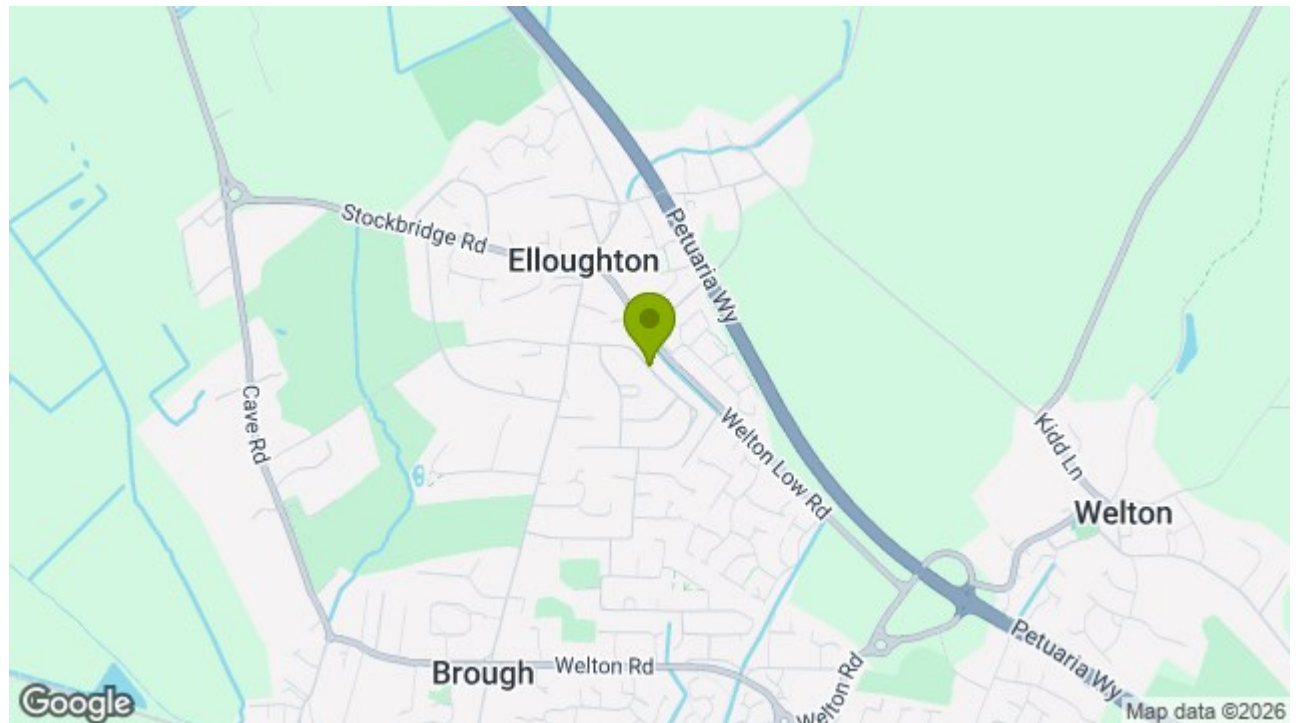 Stockbridge Rd
Elloughton
Petuaria Wy
Cave Rd
Welton Low Rd
Kidd Ln
Welton
Brough
Welton Rd
Welton Rd
Petuaria Wy
Google
Map data ©2026